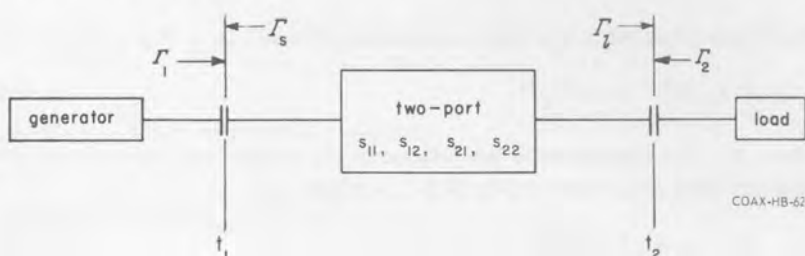 Γs
Γl
Γ1
Γ2
generator
two-port
s11, s12, s21, s22
load
COAX-HB-62
t1
t2